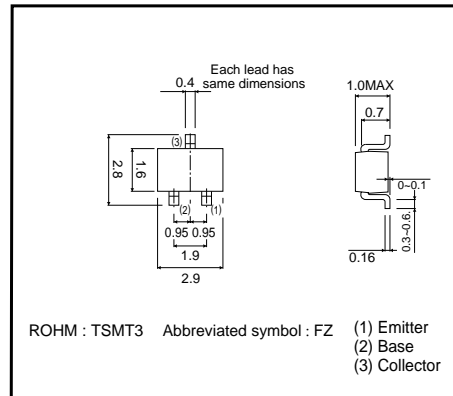 Each lead has
same dimensions
0.4
1.0MAX
0.7
(3)
2.8
1.6
0~0.1
(2)
(1)
0.95 0.95
0.3~0.6
0.16
1.9
2.9
ROHM : TSMT3 Abbreviated symbol : FZ
(1) Emitter
(2) Base
(3) Collector